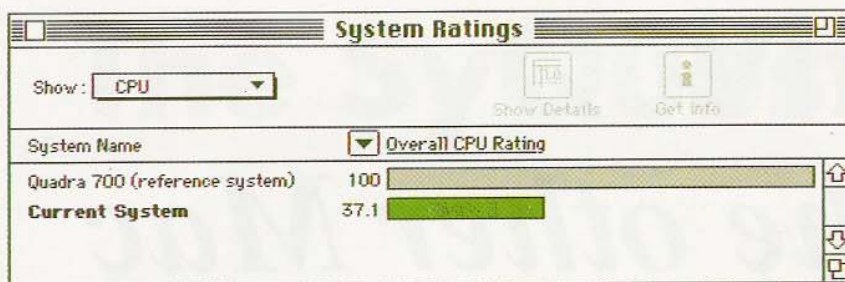 System Ratings
Show: CPU
Show Details
Get Info
System Name
Overall CPU Rating
Quadra 700 (reference system) 100
Current System 37.1